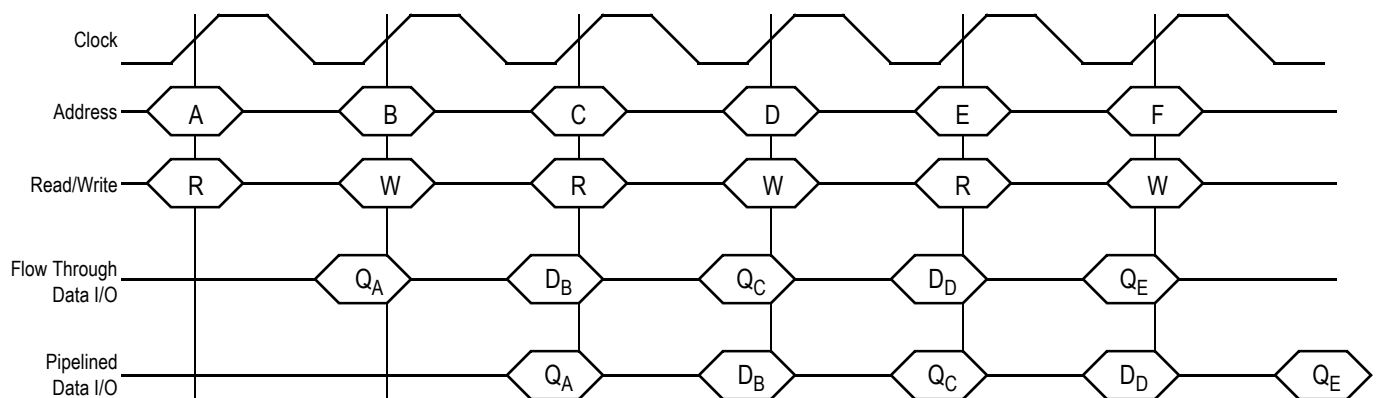 Clock
Address A B C D E F
Read/Write R W R W R W
Flow Through
Data I/O
QA DB QC DD QE
Pipelined
Data I/O
QA DB QC DD QE